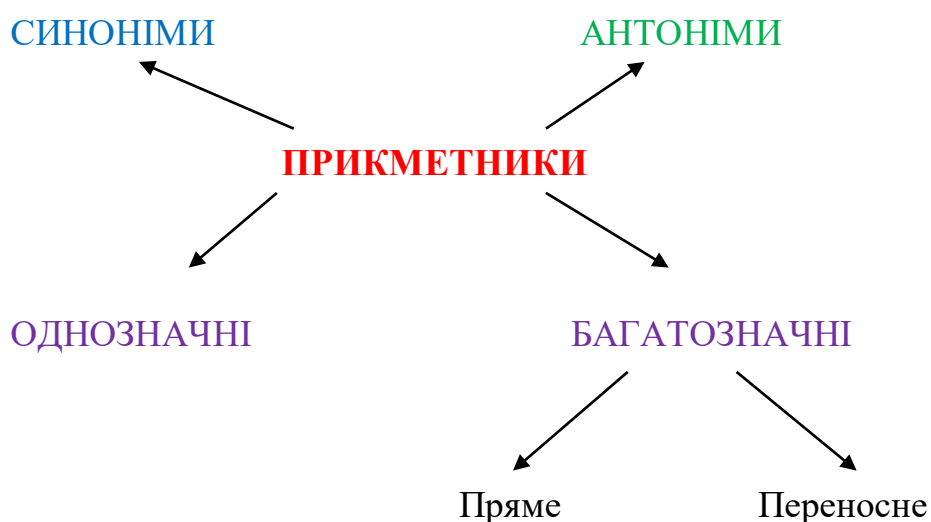 СИНОНІМИ АНТОНІМИ
ПРИКМЕТНИКИ
ОДНОЗНАЧНІ БАГАТОЗНАЧНІ
Пряме Переносне